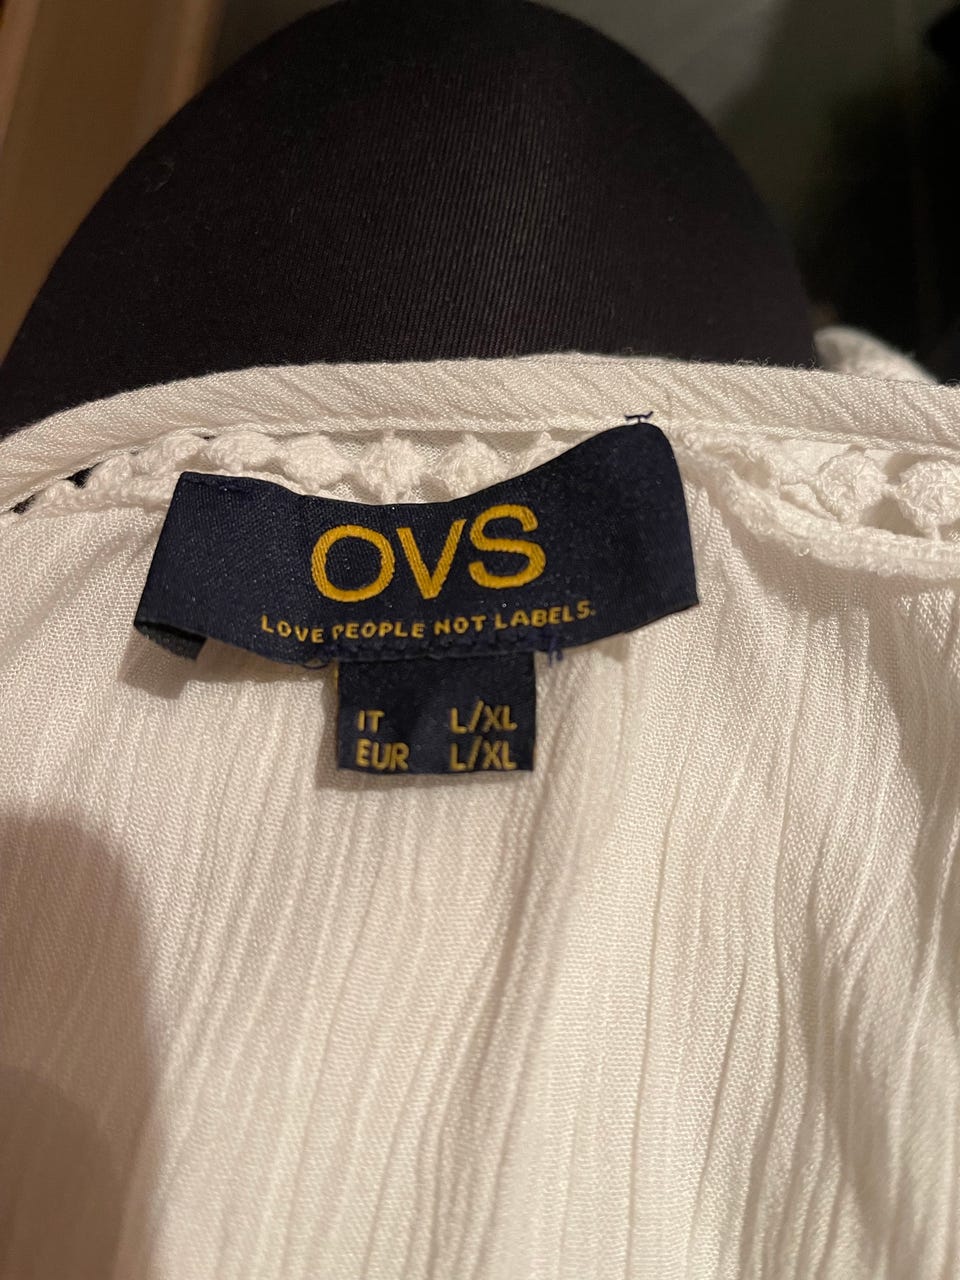 OVS
LOVE PEOPLE NOT LABELS.
IT L/XL
EUR L/XL